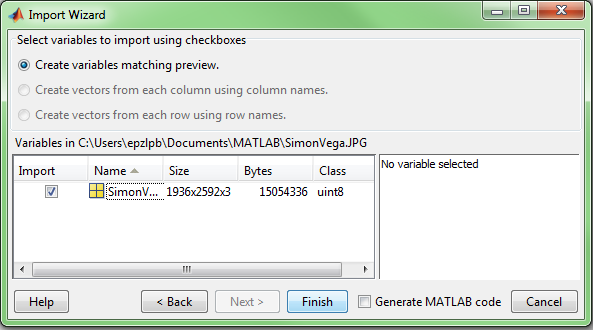 Import Wizard
Select variables to import using checkboxes
Create variables matching preview.
Create vectors from each column using column names.
Create vectors from each row using row names.
Variables in C:\Users\epzlpb\Documents\MATLAB\SimonVega.JPG
Import Name Size Bytes Class
SimonV... 1936x2592x3 15054336 uint8
No variable selected
Help < Back Next > Finish Generate MATLAB code Cancel